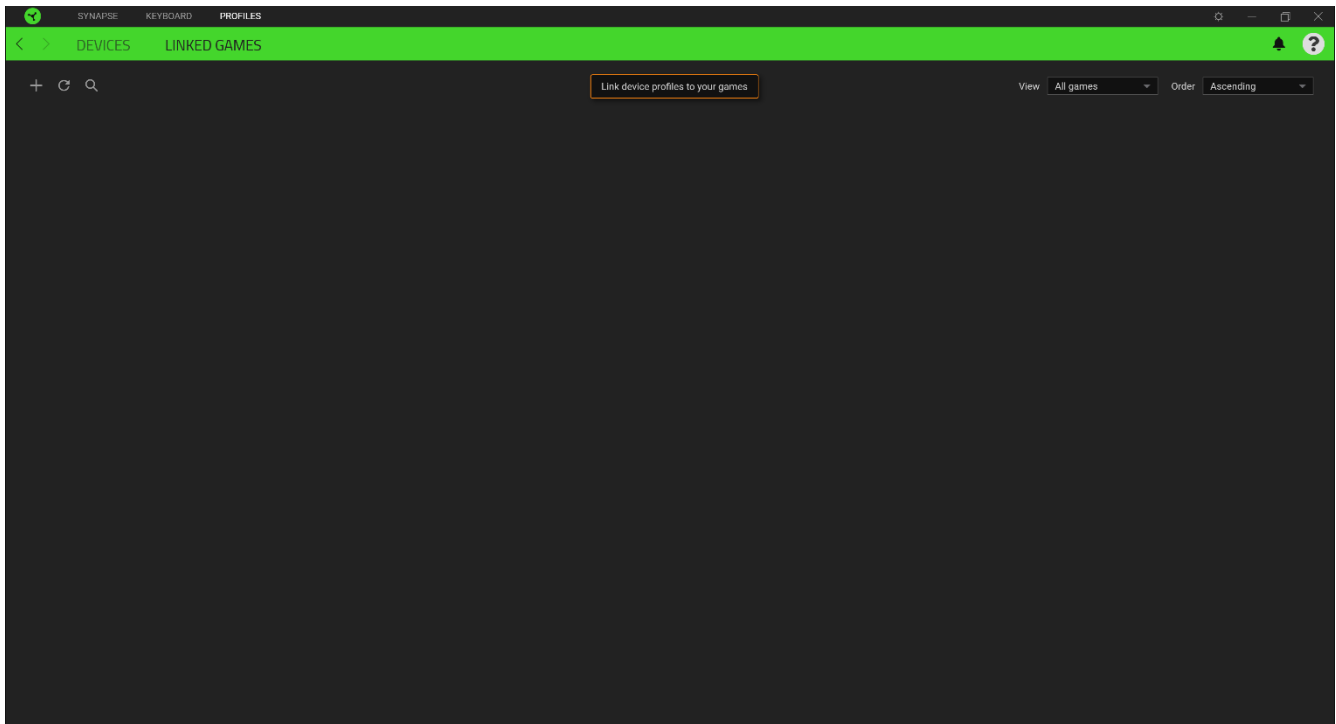 SYNAPSE KEYBOARD PROFILES
DEVICES LINKED GAMES ?
Link device profiles to your games View All games Order Ascending